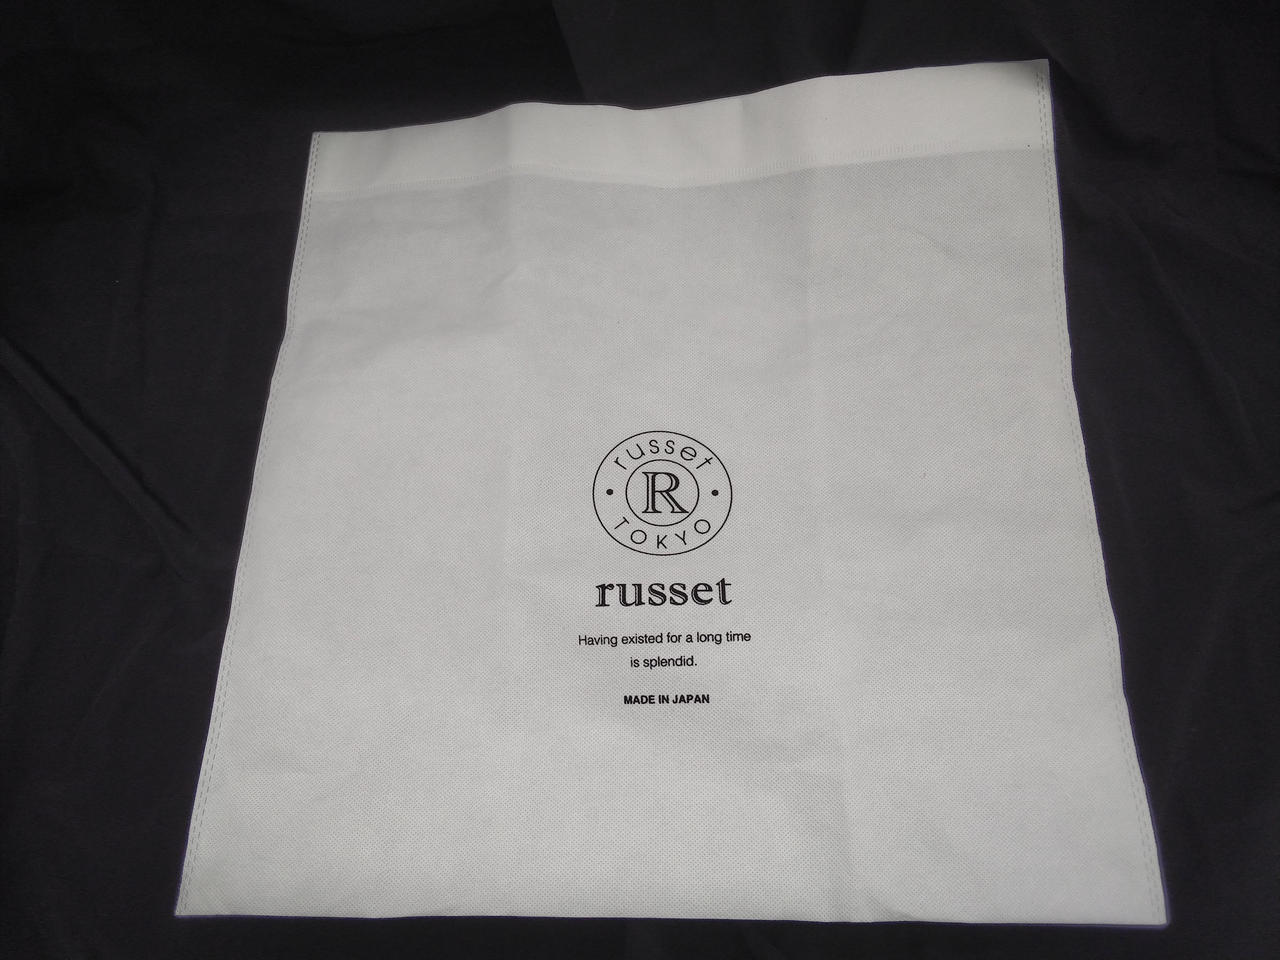 russet
R
TOKYO
russet
Having existed for a long time
is splendid.
MADE IN JAPAN